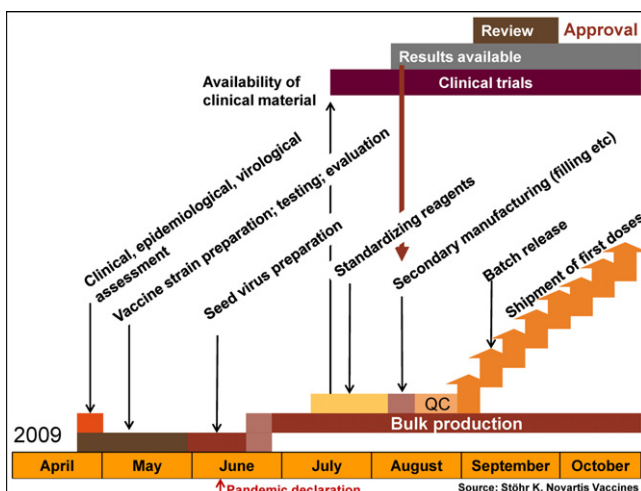 Review
Approval
Results available
Clinical trials
Availability of
clinical material
Clinical, epidemiological, virological
assessment
Vaccine strain preparation; testing; evaluation
Seed virus preparation
Standardizing reagents
Secondary manufacturing (filling etc)
Batch release
Shipment of first doses
QC
Bulk production
2009
April May June July August September October
Pandemic declaration
Source: Stöhr K. Novartis Vaccines